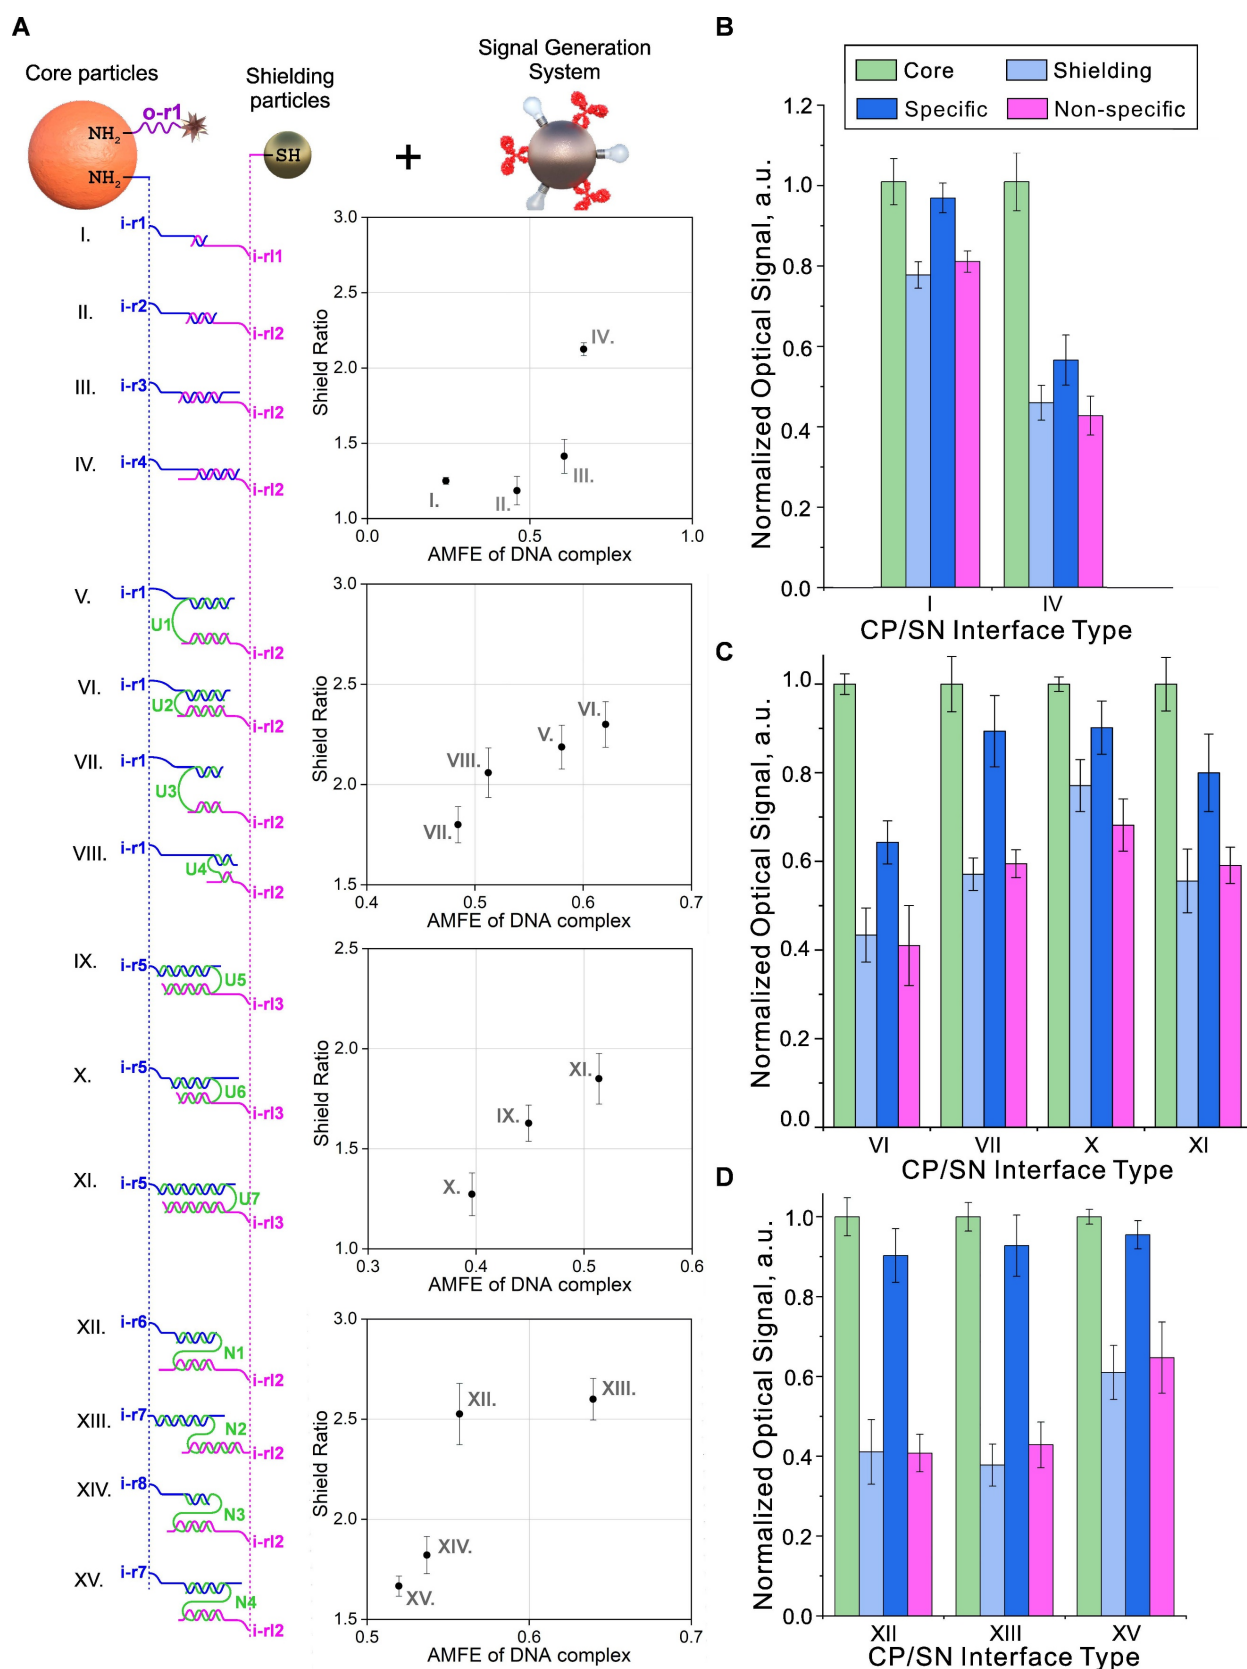 A
Core particles
Shielding
particles
Signal Generation
System
o-r1
NH2
NH2
SH
+
I. i-r1 i-rl1
II. i-r2 i-rl2
III. i-r3 i-rl2
IV. i-r4 i-rl2
V. i-r1 U1 i-rl2
VI. i-r1 U2 i-rl2
VII. i-r1 U3 i-rl2
VIII. i-r1 U4 i-rl2
IX. i-r5 U5 i-rl3
X. i-r5 U6 i-rl3
XI. i-r5 U7 i-rl3
XII. i-r6 N1 i-rl2
XIII. i-r7 N2 i-rl2
XIV. i-r8 N3 i-rl2
XV. i-r7 N4 i-rl2
Shield Ratio
3.0
2.5
2.0
1.5
1.0
IV.
III.
I.
II.
0.0 0.5 1.0
AMFE of DNA complex
Shield Ratio
3.0
2.5
2.0
1.5
VI.
V.
VIII.
VII.
0.4 0.5 0.6 0.7
AMFE of DNA complex
Shield Ratio
2.5
2.0
1.5
1.0
XI.
IX.
X.
0.3 0.4 0.5 0.6
AMFE of DNA complex
Shield Ratio
3.0
2.5
2.0
1.5
XII.
XIII.
XIV.
XV.
0.5 0.6 0.7
AMFE of DNA complex
B
Core Shielding
Specific Non-specific
Normalized Optical Signal, a.u.
1.2
1.0
0.8
0.6
0.4
0.2
0.0
I IV
CP/SN Interface Type
C
Normalized Optical Signal, a.u.
1.0
0.8
0.6
0.4
0.2
0.0
VI VII X XI
CP/SN Interface Type
D
Normalized Optical Signal, a.u.
1.0
0.8
0.6
0.4
0.2
0.0
XII XIII XV
CP/SN Interface Type